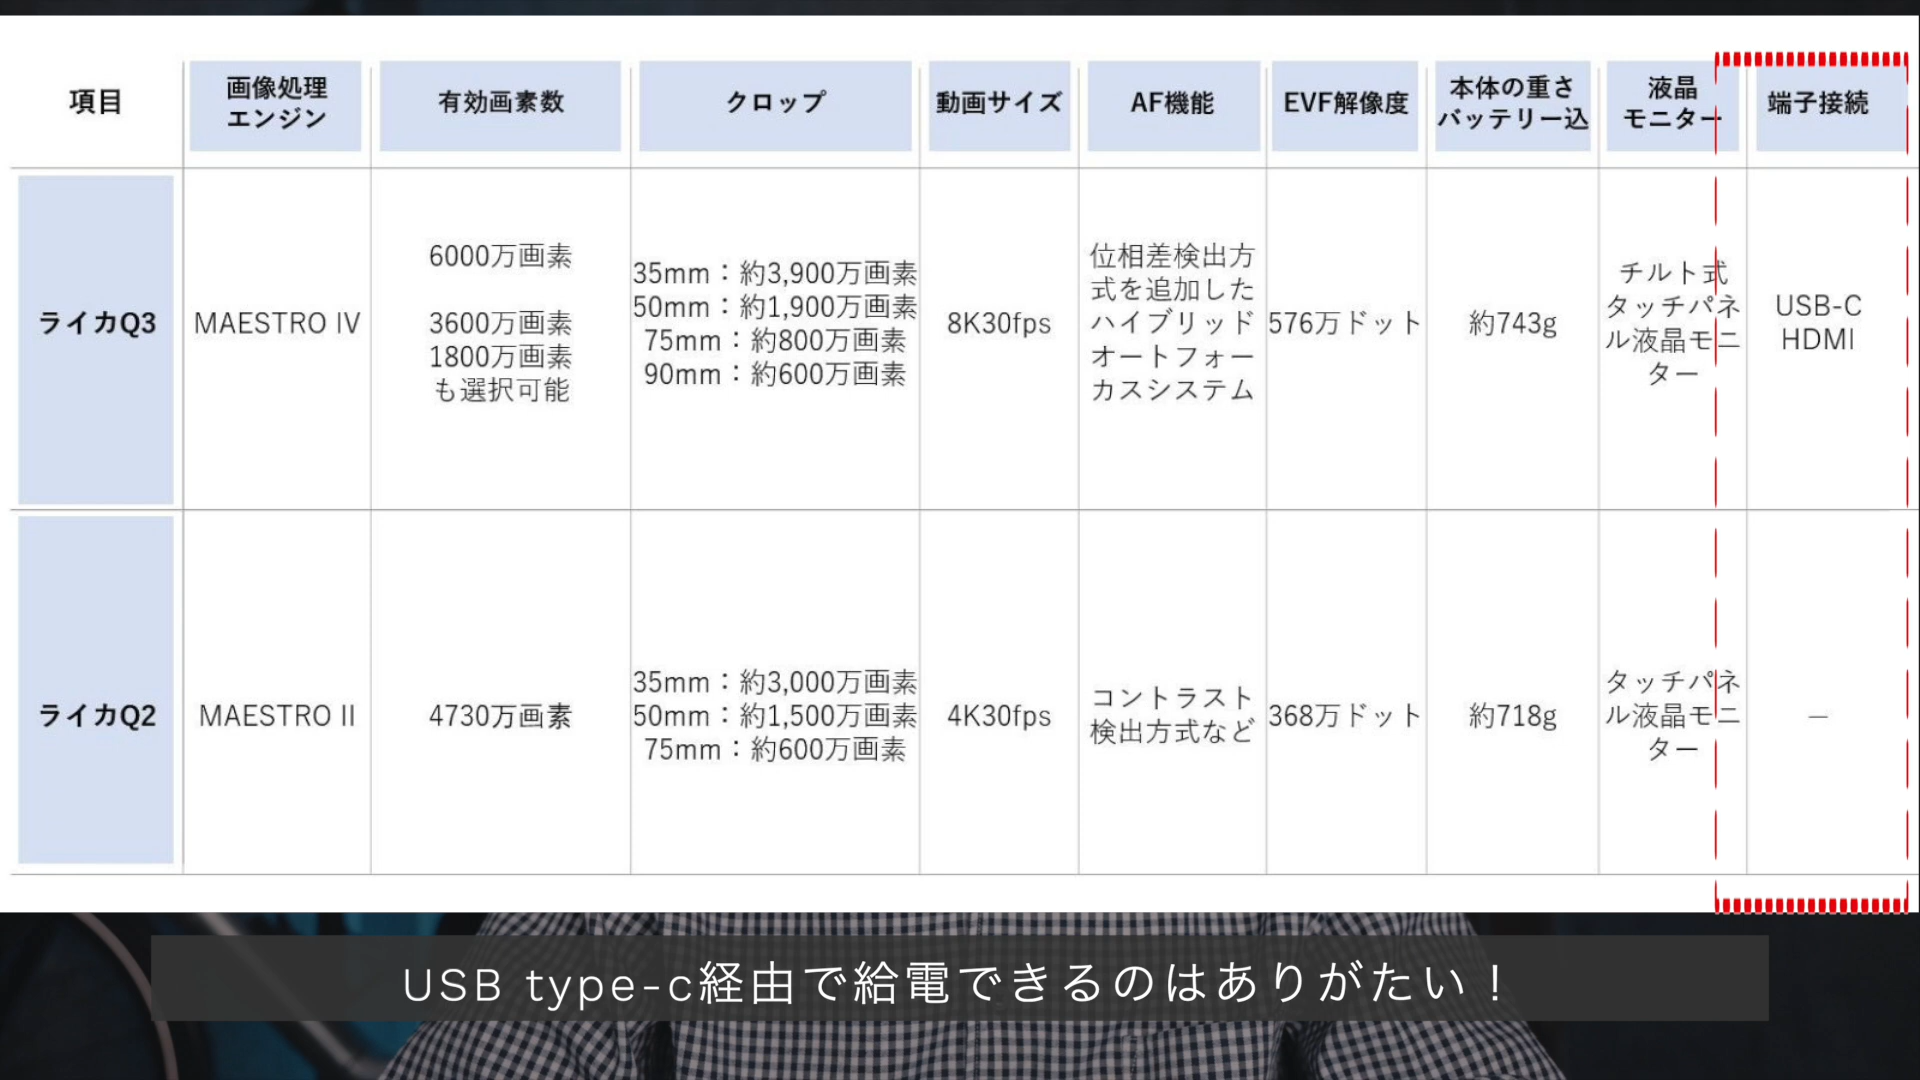 項目
画像処理
エンジン
有効画素数
クロップ
動画サイズ
AF機能
EVF解像度
本体の重さ
バッテリー込
液晶
モニター
端子接続
ライカQ3
MAESTRO IV
6000万画素
3600万画素
1800万画素
も選択可能
35mm：約3,900万画素
50mm：約1,900万画素
75mm：約800万画素
90mm：約600万画素
8K30fps
位相差検出方
式を追加した
ハイブリッド
オートフォー
カスシステム
576万ドット
約743g
チルト式
タッチパネ
ル液晶モニ
ター
USB-C
HDMI
ライカQ2
MAESTRO II
4730万画素
35mm：約3,000万画素
50mm：約1,500万画素
75mm：約600万画素
4K30fps
コントラスト
検出方式など
368万ドット
約718g
タッチパネ
ル液晶モニ
ター
―
USB type-c経由で給電できるのはありがたい！